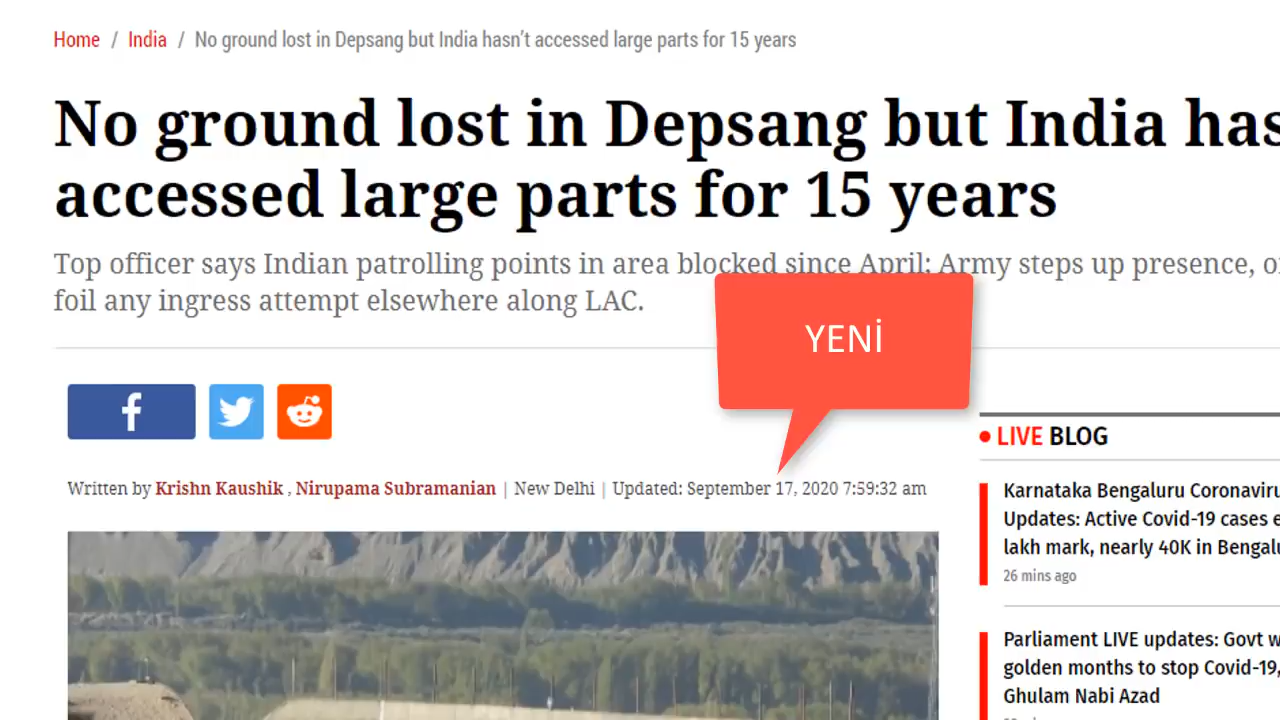 Home / India / No ground lost in Depsang but India hasn't accessed large parts for 15 years
No ground lost in Depsang but India has
accessed large parts for 15 years
Top officer says Indian patrolling points in area blocked since April; Army steps up presence,
foil any ingress attempt elsewhere along LAC.
YENİ
LIVE BLOG
Written by Krishn Kaushik , Nirupama Subramanian | New Delhi | Updated: September 17, 2020 7:59:32 am
Karnataka Bengaluru
Updates: Active Covid-19 cases
lakh mark, nearly 40K in
26 mins ago
Parliament LIVE updates: Govt
golden months to stop Covid-19,
Ghulam Nabi Azad